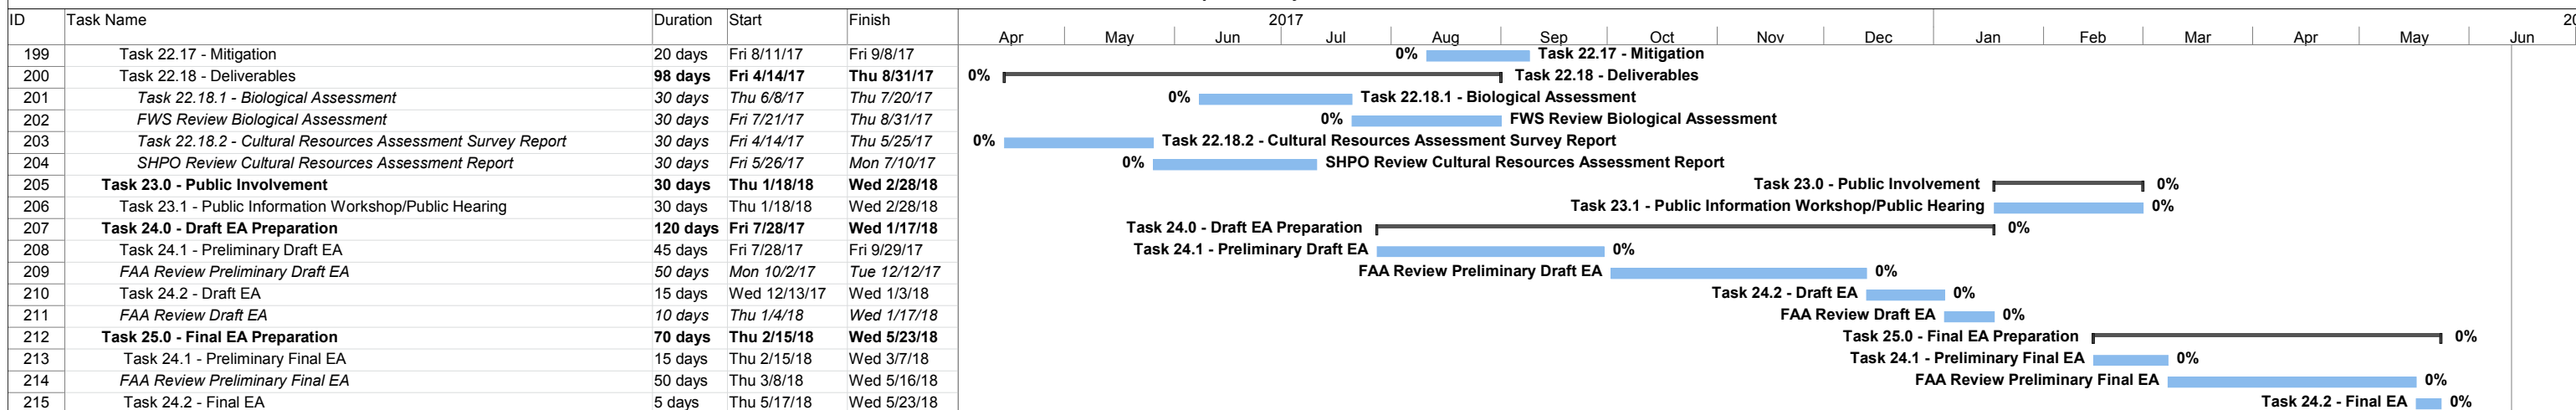 ID Task Name Duration Start Finish 2017 20
Apr May Jun Jul Aug Sep Oct Nov Dec Jan Feb Mar Apr May Jun
199 Task 22.17 - Mitigation 20 days Fri 8/11/17 Fri 9/8/17 0% Task 22.17 - Mitigation
200 Task 22.18 - Deliverables 98 days Fri 4/14/17 Thu 8/31/17 0% Task 22.18 - Deliverables
201 Task 22.18.1 - Biological Assessment 30 days Thu 6/8/17 Thu 7/20/17 0% Task 22.18.1 - Biological Assessment
202 FWS Review Biological Assessment 30 days Fri 7/21/17 Thu 8/31/17 0% FWS Review Biological Assessment
203 Task 22.18.2 - Cultural Resources Assessment Survey Report 30 days Fri 4/14/17 Thu 5/25/17 0% Task 22.18.2 - Cultural Resources Assessment Survey Report
204 SHPO Review Cultural Resources Assessment Report 30 days Fri 5/26/17 Mon 7/10/17 0% SHPO Review Cultural Resources Assessment Report
205 Task 23.0 - Public Involvement 30 days Thu 1/18/18 Wed 2/28/18 Task 23.0 - Public Involvement 0%
206 Task 23.1 - Public Information Workshop/Public Hearing 30 days Thu 1/18/18 Wed 2/28/18 Task 23.1 - Public Information Workshop/Public Hearing 0%
207 Task 24.0 - Draft EA Preparation 120 days Fri 7/28/17 Wed 1/17/18 Task 24.0 - Draft EA Preparation 0%
208 Task 24.1 - Preliminary Draft EA 45 days Fri 7/28/17 Fri 9/29/17 Task 24.1 - Preliminary Draft EA 0%
209 FAA Review Preliminary Draft EA 50 days Mon 10/2/17 Tue 12/12/17 FAA Review Preliminary Draft EA 0%
210 Task 24.2 - Draft EA 15 days Wed 12/13/17 Wed 1/3/18 Task 24.2 - Draft EA 0%
211 FAA Review Draft EA 10 days Thu 1/4/18 Wed 1/17/18 FAA Review Draft EA 0%
212 Task 25.0 - Final EA Preparation 70 days Thu 2/15/18 Wed 5/23/18 Task 25.0 - Final EA Preparation 0%
213 Task 24.1 - Preliminary Final EA 15 days Thu 2/15/18 Wed 3/7/18 Task 24.1 - Preliminary Final EA 0%
214 FAA Review Preliminary Final EA 50 days Thu 3/8/18 Wed 5/16/18 FAA Review Preliminary Final EA 0%
215 Task 24.2 - Final EA 5 days Thu 5/17/18 Wed 5/23/18 Task 24.2 - Final EA 0%